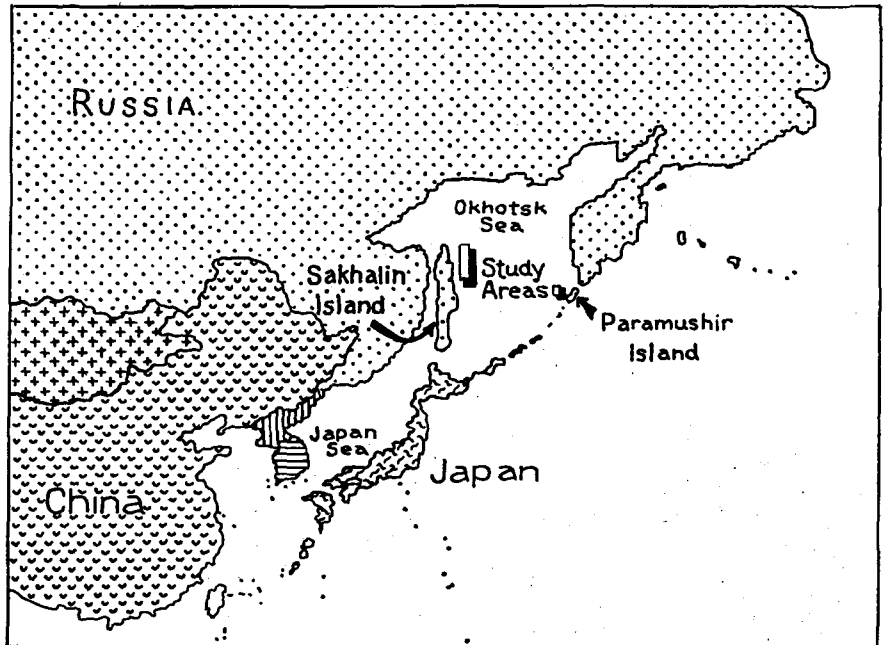 RUSSIA
Okhotsk
Sea
Sakhalin
Island
Study
Areas
Paramushir
Island
Japan
Sea
Japan
China